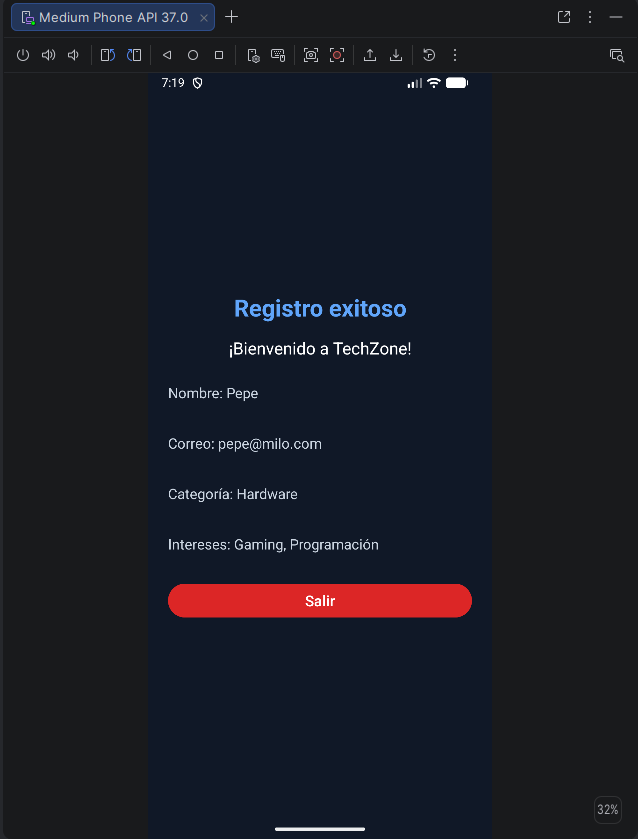 Medium Phone API 37.0
7:19
Registro exitoso
¡Bienvenido a TechZone!
Nombre: Pepe
Correo: pepe@milo.com
Categoría: Hardware
Intereses: Gaming, Programación
Salir
32%